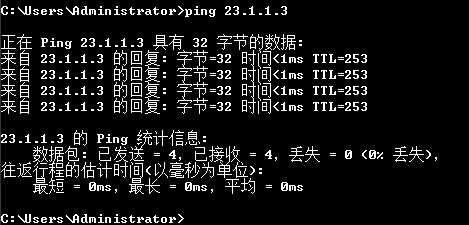 C:\Users\Administrator>ping 23.1.1.3
正在 Ping 23.1.1.3 具有 32 字节的数据:
来自 23.1.1.3 的回复: 字节=32 时间<1ms TTL=253
来自 23.1.1.3 的回复: 字节=32 时间<1ms TTL=253
来自 23.1.1.3 的回复: 字节=32 时间<1ms TTL=253
来自 23.1.1.3 的回复: 字节=32 时间<1ms TTL=253
23.1.1.3 的 Ping 统计信息:
数据包: 已发送 = 4, 已接收 = 4, 丢失 = 0 (0% 丢失),
往返行程的估计时间(以毫秒为单位):
最短 = 0ms, 最长 = 0ms, 平均 = 0ms
C:\Users\Administrator>